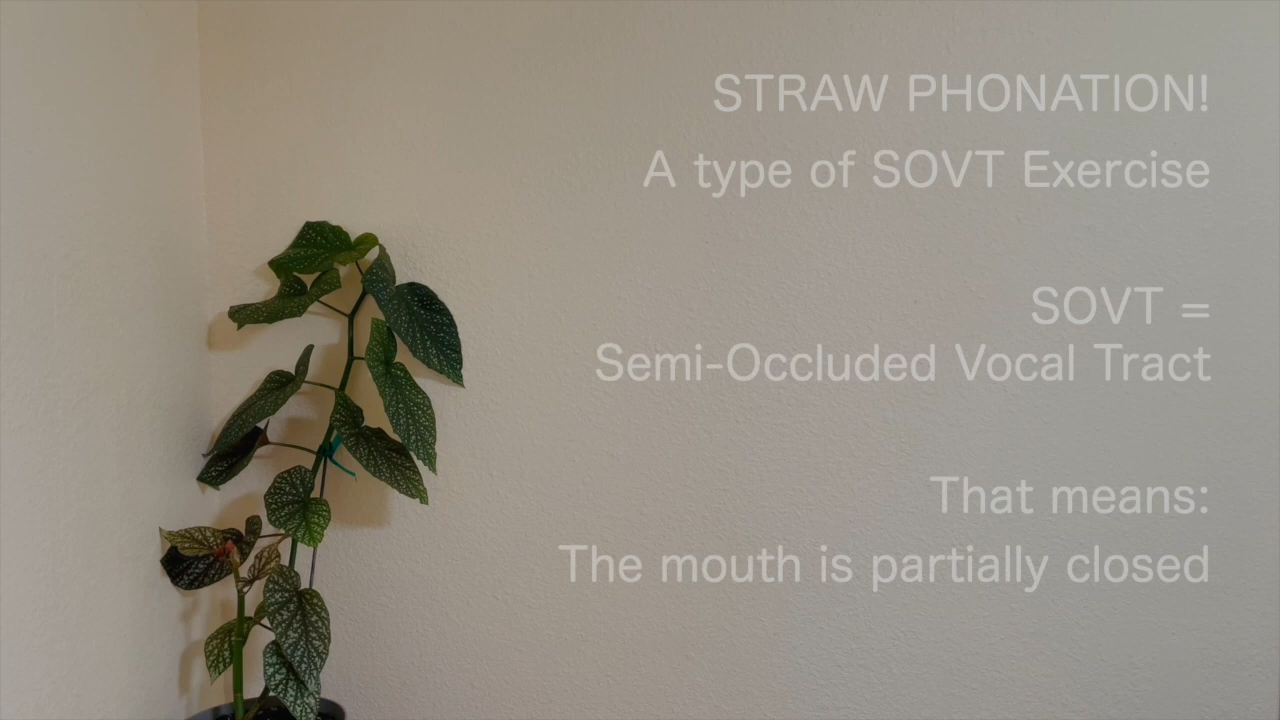 STRAW PHONATION!
A type of SOVT Exercise
SOVT =
Semi-Occluded Vocal Tract
That means:
The mouth is partially closed